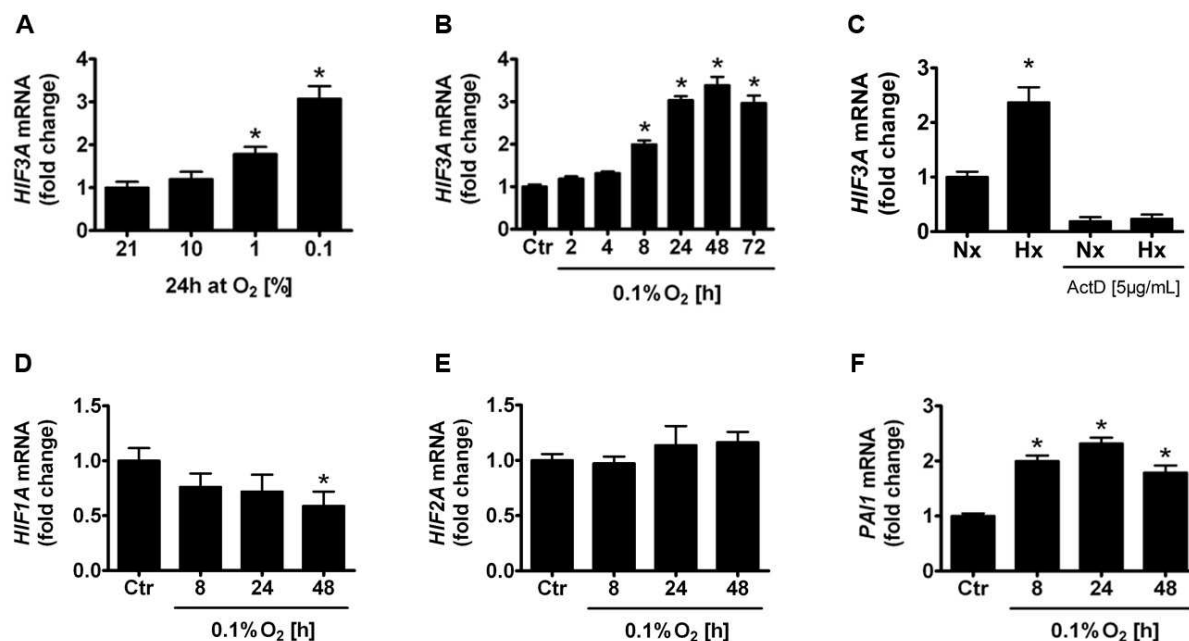 A
HIF3A mRNA
(fold change)
4
3
2
1
0
*
*
21 10 1 0.1
24h at O₂ [%]
B
HIF3A mRNA
(fold change)
4
3
2
1
0
*
*
*
*
Ctr 2 4 8 24 48 72
0.1% O₂ [h]
C
HIF3A mRNA
(fold change)
3
2
1
0
*
Nx Hx Nx Hx
ActD [5µg/mL]
D
HIF1A mRNA
(fold change)
1.5
1.0
0.5
0.0
*
Ctr 8 24 48
0.1% O₂ [h]
E
HIF2A mRNA
(fold change)
1.5
1.0
0.5
0.0
Ctr 8 24 48
0.1% O₂ [h]
F
PAI1 mRNA
(fold change)
3
2
1
0
*
*
*
Ctr 8 24 48
0.1% O₂ [h]